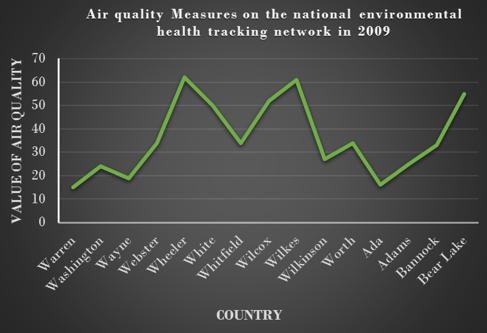 Air quality Measures on the national environmental
health tracking network in 2009
VALUE OF AIR QUALITY
70
60
50
40
30
20
10
0
Warren
Washington
Wayne
Webster
Wheeler
White
Whitfield
Wilcox
Wilkes
Wilkinson
Worth
Ada
Adams
Bannock
Bear Lake
COUNTRY